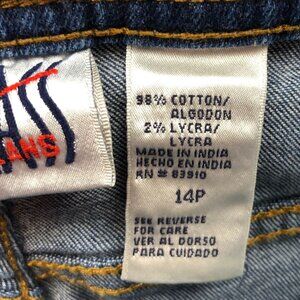 98% COTTON/
ALGODON
2% LYCRA/
LYCRA
MADE IN INDIA
HECHO EN INDIA
RN # 83910
14P
SEE REVERSE
FOR CARE
VER AL DORSO
PARA CUIDADO